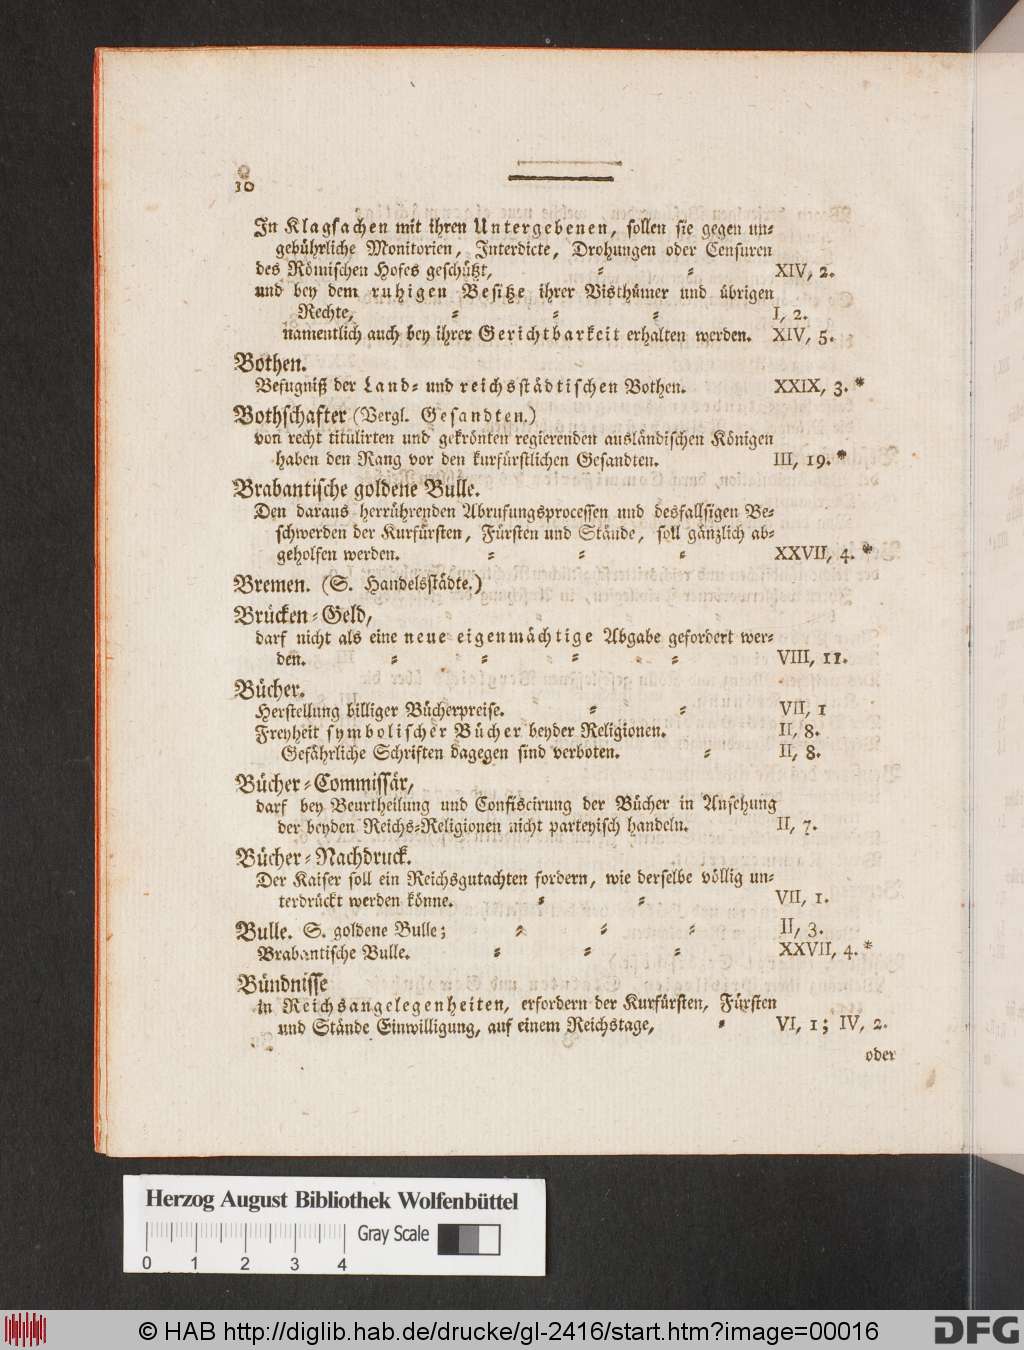 10
In Klagsachen mit ihren Untergebenen, sollen sie gegen un-
gebührliche Monitorien, Interdicte, Drohungen oder Censuren
des Römischen Hofes geschützt, XIV, 2.
und bey dem ruhigen Besitze ihrer Bisthümer und übrigen
Rechte, I, 2.
namentlich auch bey ihrer Gerichtbarkeit erhalten werden. XIV, 5.
Bothen.
Befugniß der Land- und reichsstädtischen Bothen. XXIX, 3. *
Bothschafter (Vergl. Gesandten.)
von recht titulirten und gekrönten regierenden ausländischen Königen
haben den Rang vor den kurfürstlichen Gesandten. III, 19. *
Brabantische goldene Bulle.
Den daraus herrührenden Abrufungsprocessen und desfallsigen Be-
schwerden der Kurfürsten, Fürsten und Stände, soll gänzlich ab-
geholfen werden. XXVII, 4. *
Bremen. (S. Handelsstädte.)
Brücken-Geld,
darf nicht als eine neue eigenmächtige Abgabe gefordert wer-
den. VIII, 11.
Bücher.
Herstellung billiger Bücherpreise. VII, 1
Freyheit symbolischer Bücher beyder Religionen. II, 8.
Gefährliche Schriften dagegen sind verboten. II, 8.
Bücher-Commissär,
darf bey Beurtheilung und Confiscirung der Bücher in Ansehung
der beyden Reichs-Religionen nicht parteyisch handeln. II, 7.
Bücher-Nachdruck.
Der Kaiser soll ein Reichsgutachten fordern, wie derselbe völlig un-
terdrückt werden könne. VII, 1.
Bulle. S. goldene Bulle; II, 3.
Brabantische Bulle. XXVII, 4. *
Bündnisse
in Reichsangelegenheiten, erfordern der Kurfürsten, Fürsten
und Stände Einwilligung, auf einem Reichstage, VI, 1; IV, 2.
oder
Herzog August Bibliothek Wolfenbüttel
Gray Scale
0 1 2 3 4
© HAB http://diglib.hab.de/drucke/gl-2416/start.htm?image=00016
DFG